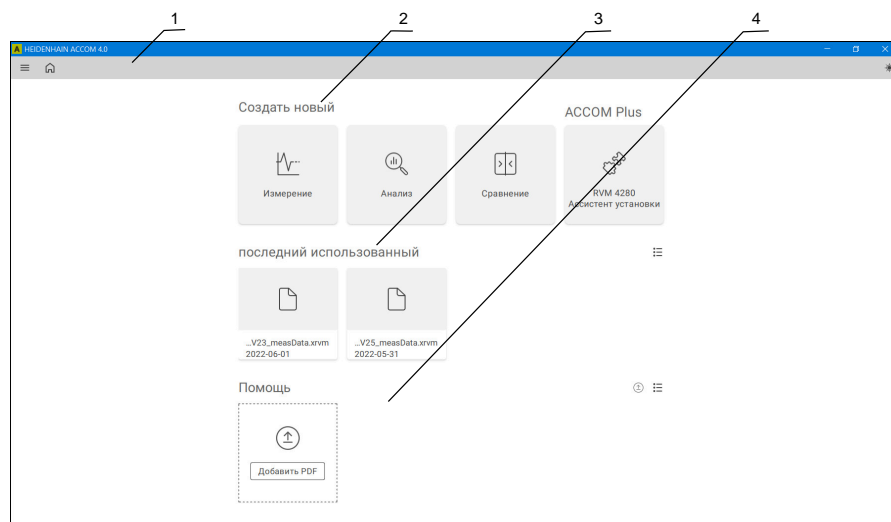 1 2 3 4
HEIDENHAIN ACCOM 4.0
Создать новый
ACCOM Plus
Измерение
Анализ
Сравнение
RVM 4280
Ассистент установки
последний использованный
...V23_measData.xrvm
2022-06-01
...V25_measData.xrvm
2022-05-31
Помощь
Добавить PDF